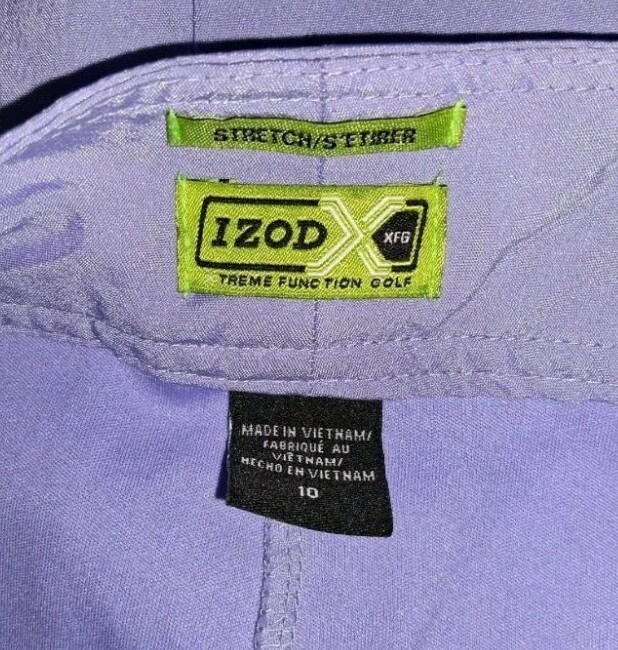 STRETCH/S'ETIRER
IZOD X XFG
TREME FUNCTION GOLF
MADE IN VIETNAM/
FABRIQUÉ AU
VIETNAM/
HECHO EN VIETNAM
10